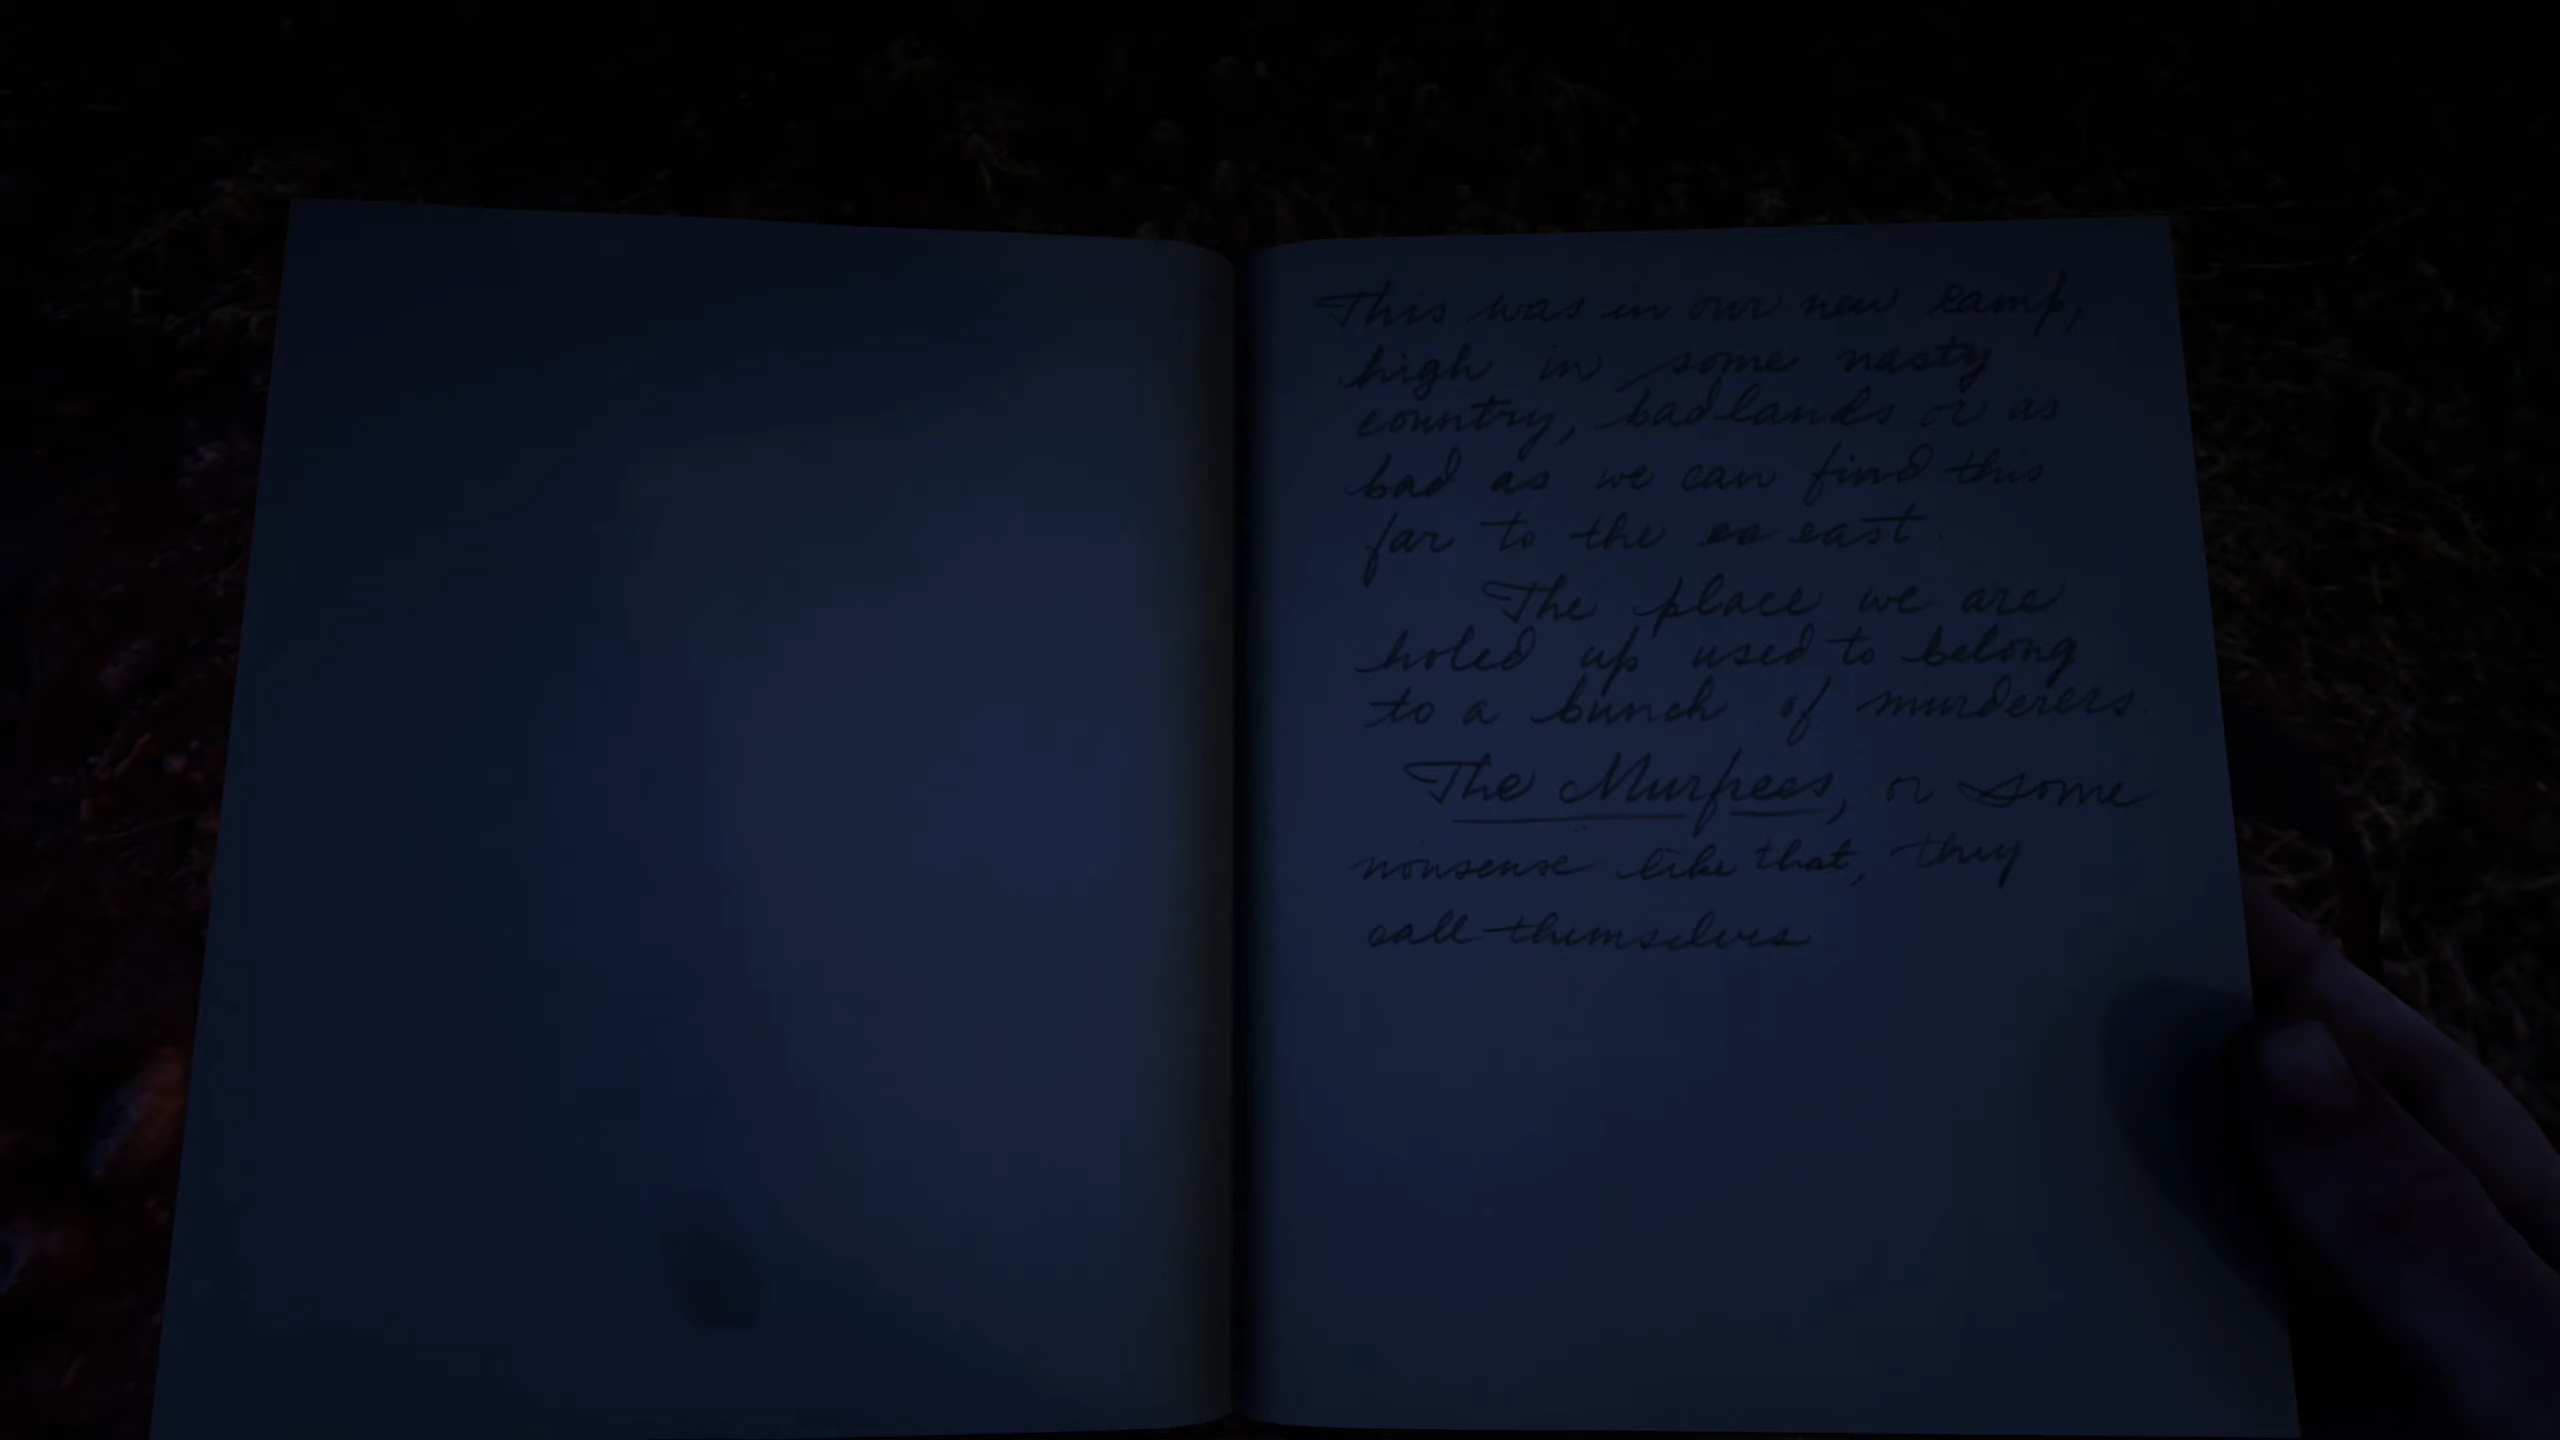 This was in our new camp,
high in some nasty
country, badlands or as
bad as we can find this
far to the ea east.
The place we are
holed up used to belong
to a bunch of murderers.
The Murfrees, or some
nonsense like that, they
call themselves